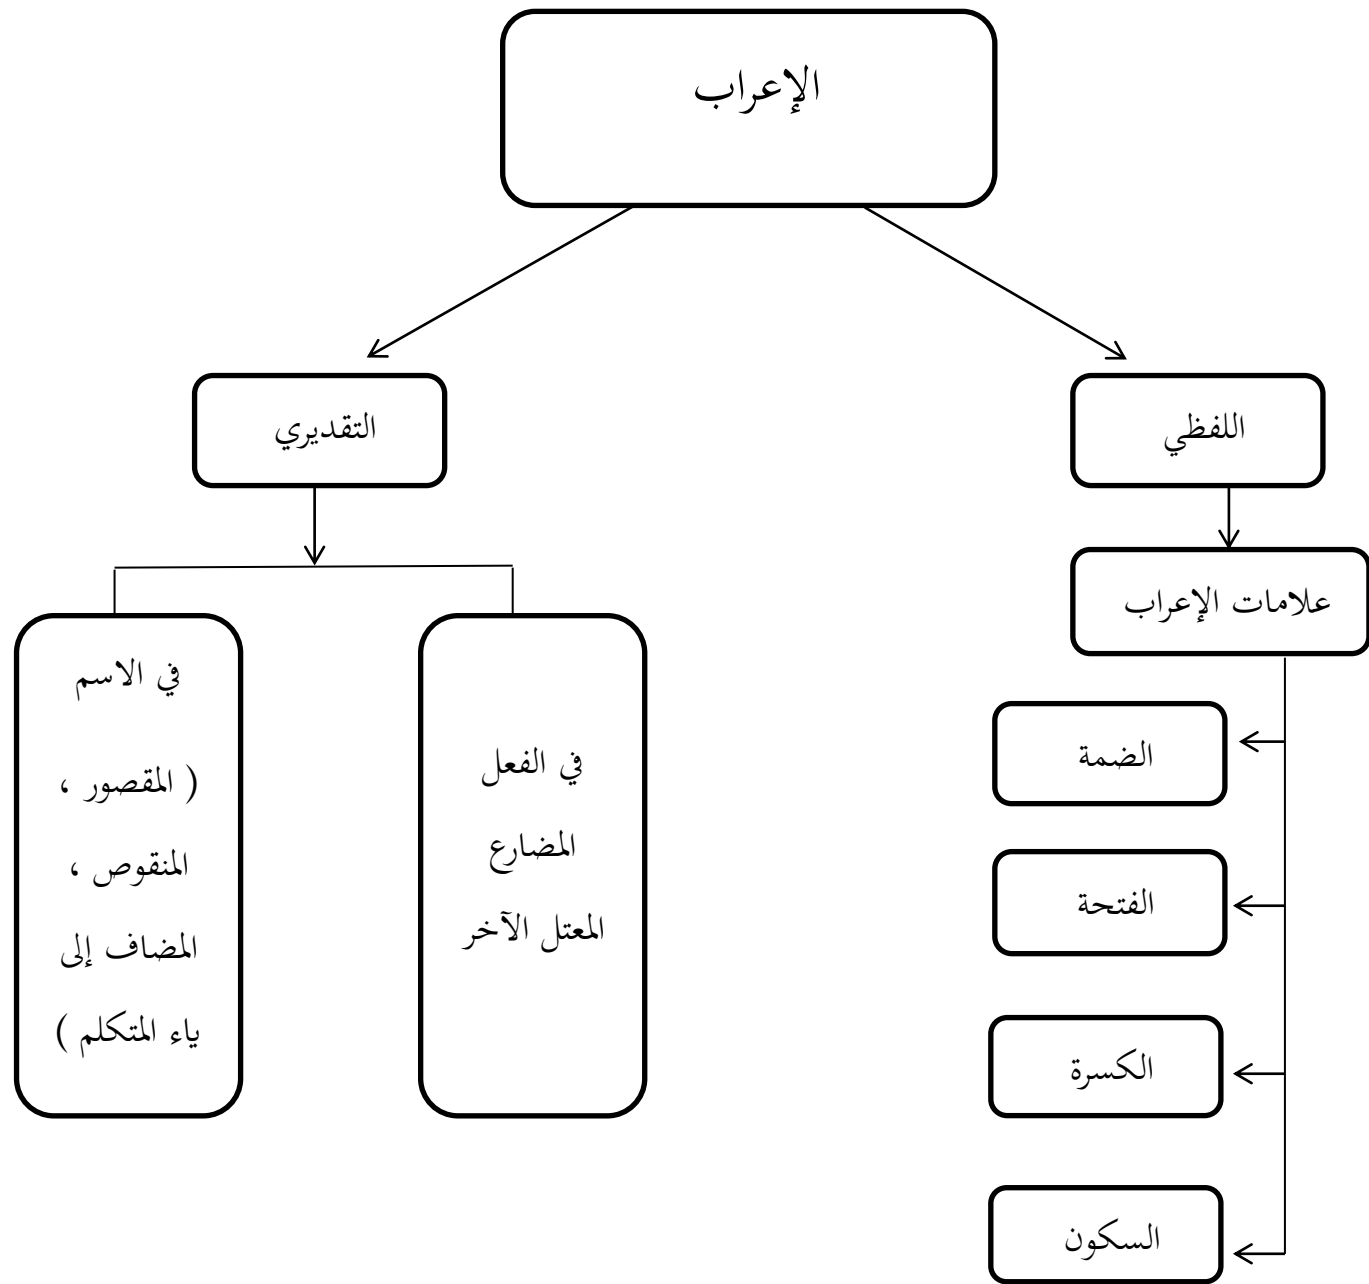 الإعراب
اللفظي
التقديري
علامات الإعراب
الضمة
الفتحة
الكسرة
السكون
في الفعل
المضارع
المعتل الآخر
في الاسم
( المقصور ،
المنقوص ،
المضاف إلى
ياء المتكلم )